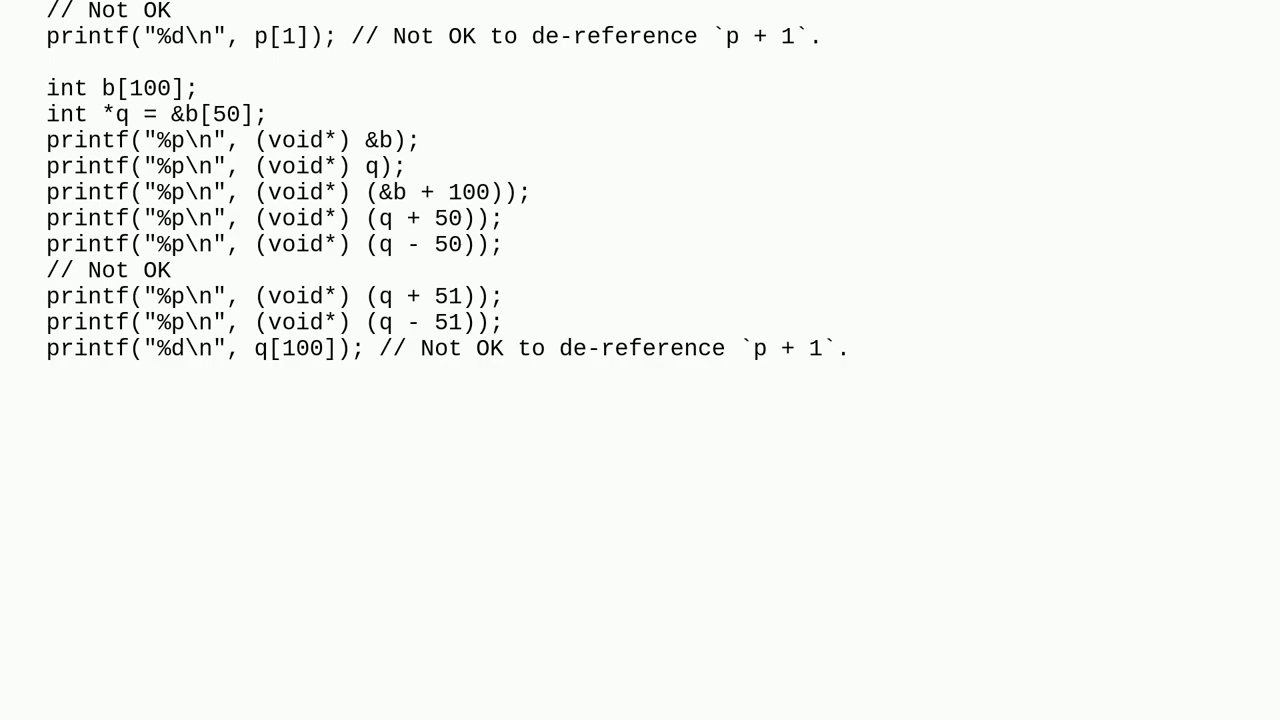 // Not OK
printf("%d\n", p[1]); // Not OK to de-reference `p + 1`.
int b[100];
int *q = &b[50];
printf("%p\n", (void*) &b);
printf("%p\n", (void*) q);
printf("%p\n", (void*) (&b + 100));
printf("%p\n", (void*) (q + 50));
printf("%p\n", (void*) (q - 50));
// Not OK
printf("%p\n", (void*) (q + 51));
printf("%p\n", (void*) (q - 51));
printf("%d\n", q[100]); // Not OK to de-reference `p + 1`.